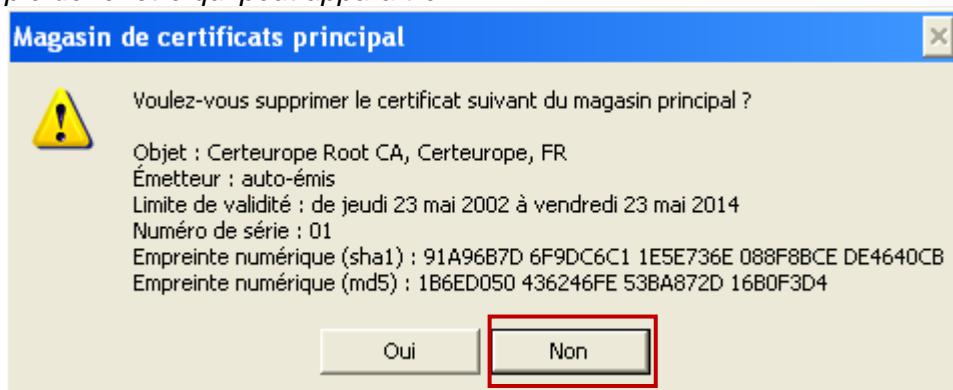 Magasin de certificats principal
Voulez-vous supprimer le certificat suivant du magasin principal ?
Objet : Certeurope Root CA, Certeurope, FR
Émetteur : auto-émis
Limite de validité : de jeudi 23 mai 2002 à vendredi 23 mai 2014
Numéro de série : 01
Empreinte numérique (sha1) : 91A96B7D 6F9DC6C1 1E5E736E 088F8BCE DE4640CB
Empreinte numérique (md5) : 1B6ED050 436246FE 53BA872D 16B0F3D4
Oui Non